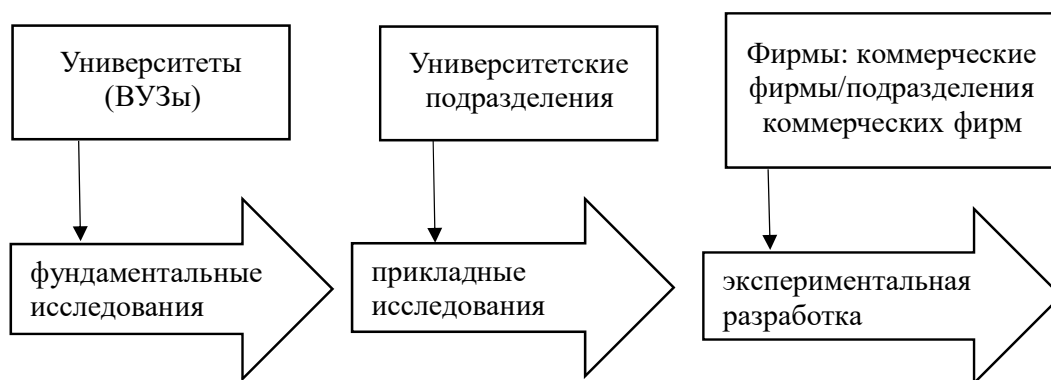 Университеты
(ВУЗы)
Университетские
подразделения
Фирмы: коммерческие
фирмы/подразделения
коммерческих фирм
фундаментальные
исследования
прикладные
исследования
экспериментальная
разработка